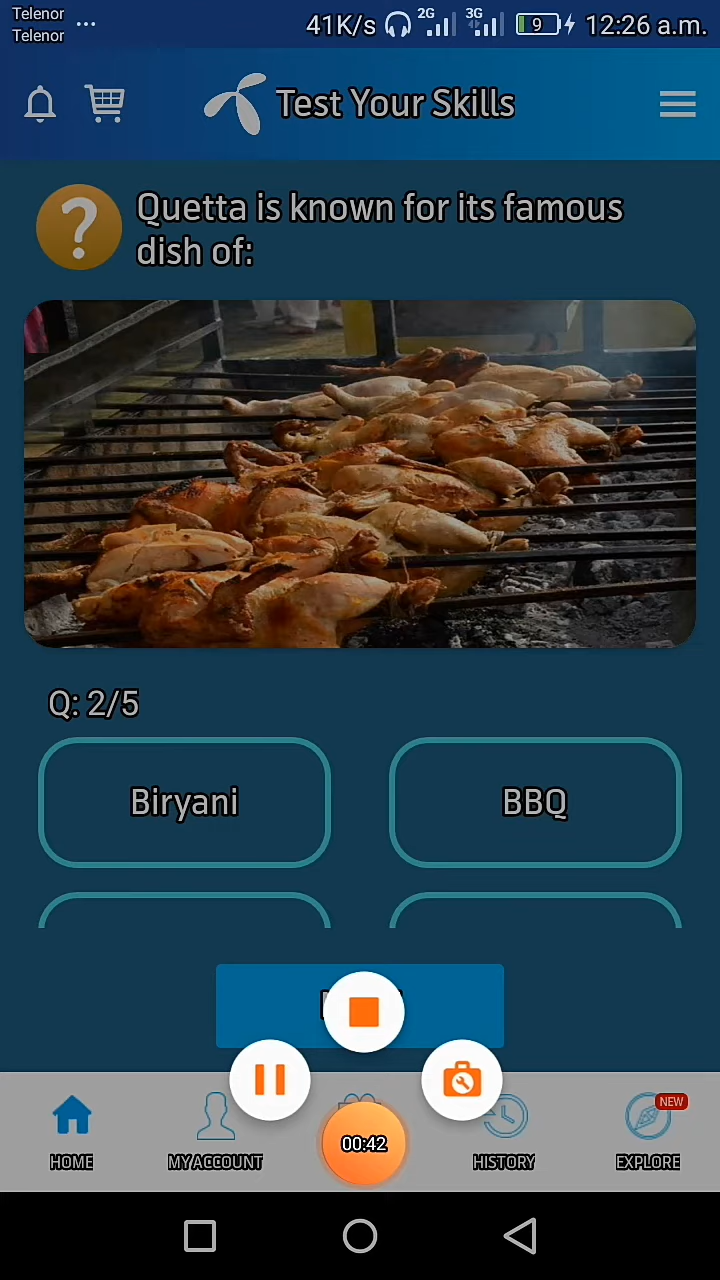 Telenor
Telenor
41K/s 2G 3G 9 12:26 a.m.
Test Your Skills
Quetta is known for its famous
dish of:
Q: 2/5
Biryani
BBQ
NEW
00:42
HOME
MY ACCOUNT
HISTORY
EXPLORE